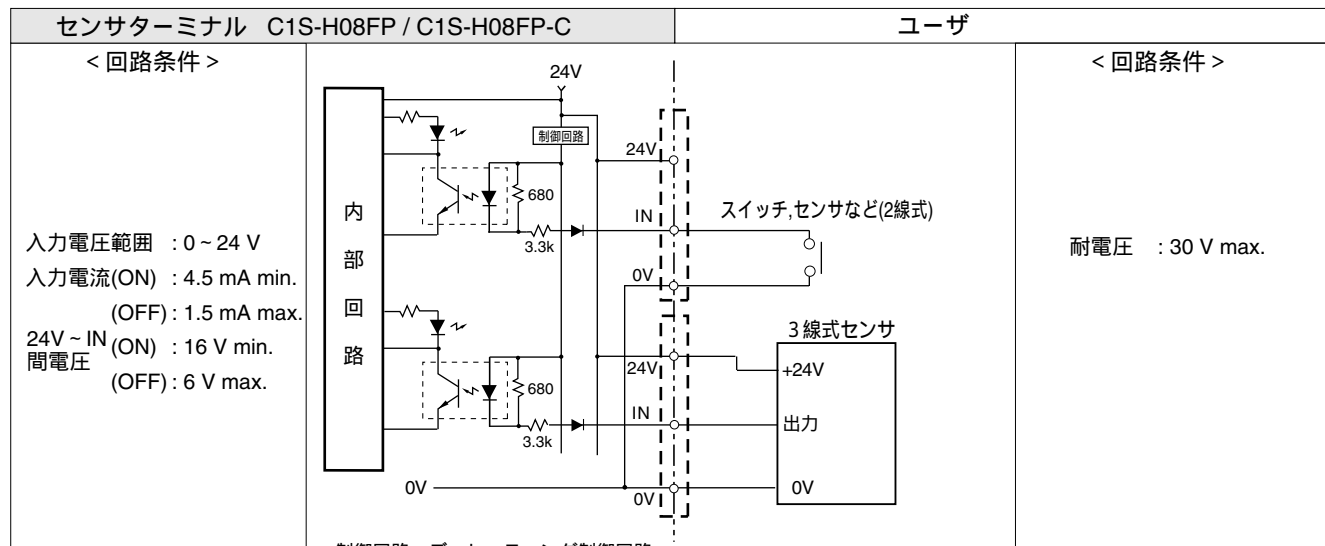 センサターミナル C1S-H08FP / C1S-H08FP-C
ユーザ
< 回路条件 >
入力電圧範囲 : 0 ~ 24 V
入力電流(ON) : 4.5 mA min.
(OFF) : 1.5 mA max.
24V ~ IN 間電圧 (ON) : 16 V min.
(OFF) : 6 V max.
内部回路
24V
制御回路
680
3.3k
24V
IN
0V
スイッチ,センサなど(2線式)
680
3.3k
24V
IN
0V
0V
3線式センサ
+24V
出力
0V
< 回路条件 >
耐電圧 : 30 V max.